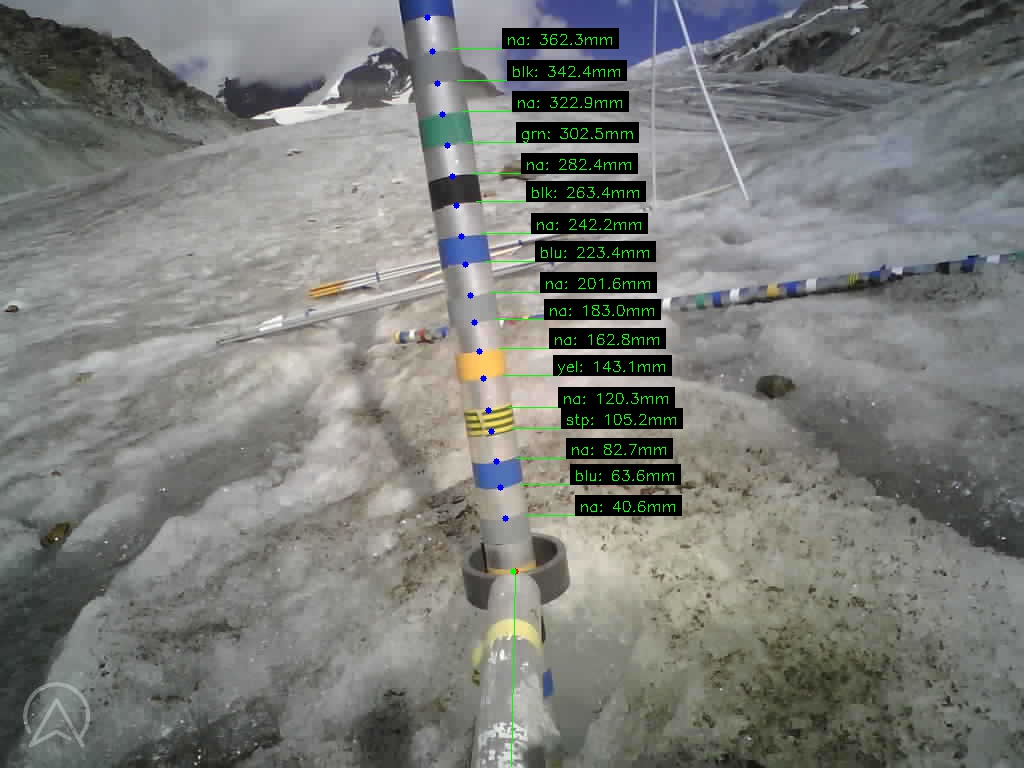 na: 362.3mm
blk: 342.4mm
na: 322.9mm
grn: 302.5mm
na: 282.4mm
blk: 263.4mm
na: 242.2mm
blu: 223.4mm
na: 201.6mm
na: 183.0mm
na: 162.8mm
yel: 143.1mm
na: 120.3mm
stp: 105.2mm
na: 82.7mm
blu: 63.6mm
na: 40.6mm